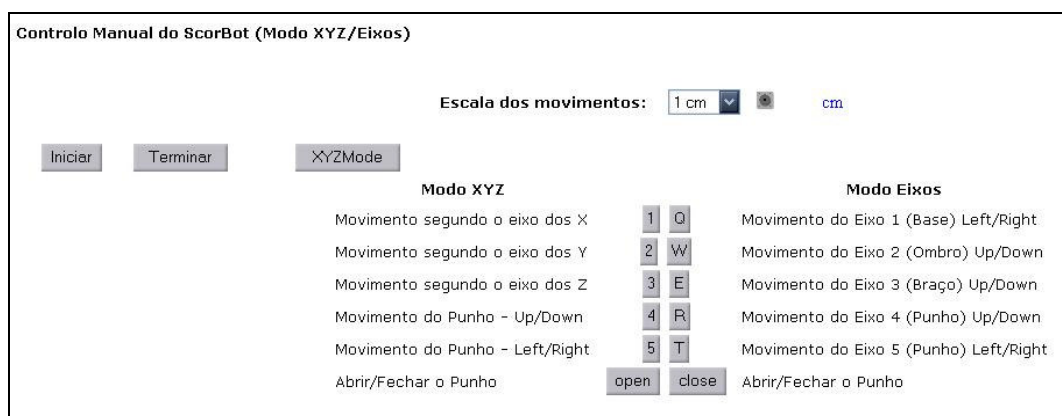 Controlo Manual do ScorBot (Modo XYZ/Eixos)
Escala dos movimentos: 1 cm cm
Iniciar Terminar XYZMode
Modo XYZ Modo Eixos
Movimento segundo o eixo dos X 1 Q Movimento do Eixo 1 (Base) Left/Right
Movimento segundo o eixo dos Y 2 W Movimento do Eixo 2 (Ombro) Up/Down
Movimento segundo o eixo dos Z 3 E Movimento do Eixo 3 (Braço) Up/Down
Movimento do Punho - Up/Down 4 R Movimento do Eixo 4 (Punho) Up/Down
Movimento do Punho - Left/Right 5 T Movimento do Eixo 5 (Punho) Left/Right
Abrir/Fechar o Punho open close Abrir/Fechar o Punho